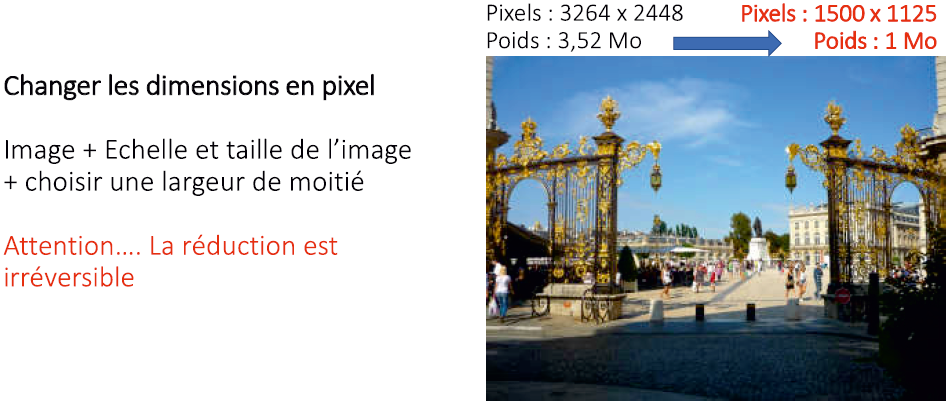 Pixels : 3264 x 2448
Pixels : 1500 x 1125
Poids : 3,52 Mo
Poids : 1 Mo
Changer les dimensions en pixel
Image + Echelle et taille de l’image
+ choisir une largeur de moitié
Attention.... La réduction est
irréversible